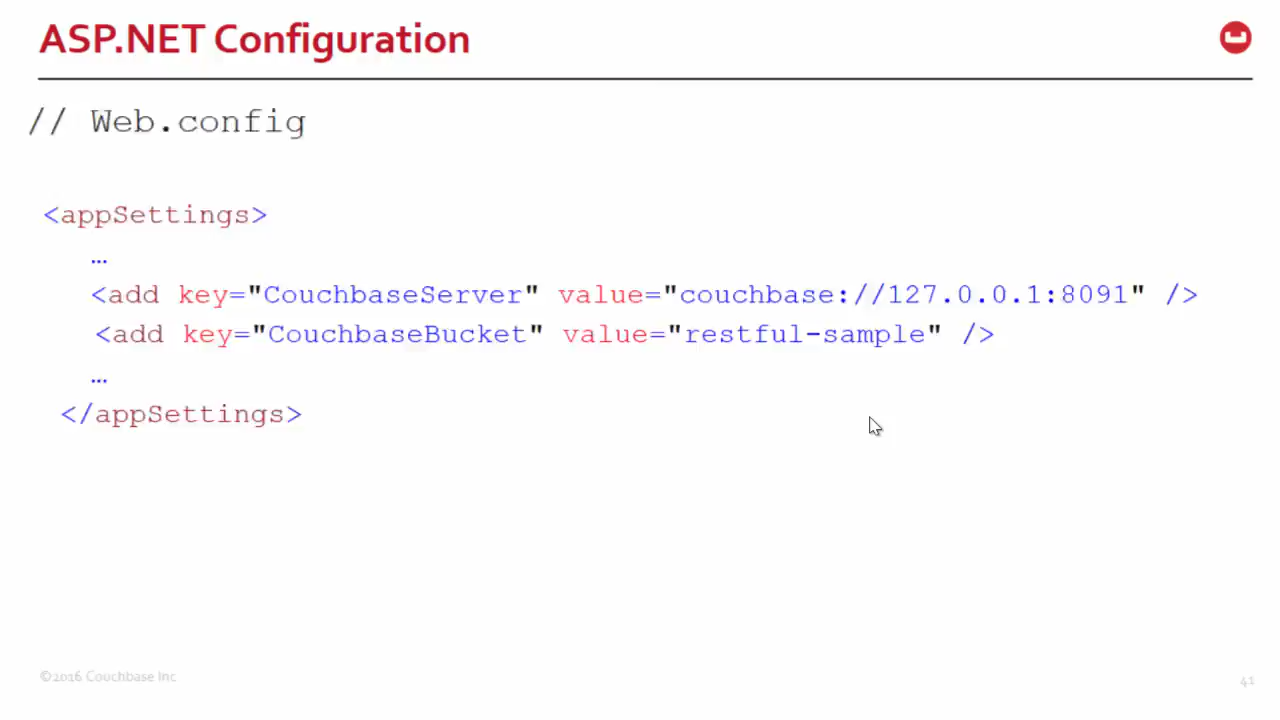 ASP.NET Configuration
// Web.config
<appSettings>
…
<add key="CouchbaseServer" value="couchbase://127.0.0.1:8091" />
<add key="CouchbaseBucket" value="restful-sample" />
…
</appSettings>
©2016 Couchbase Inc
41